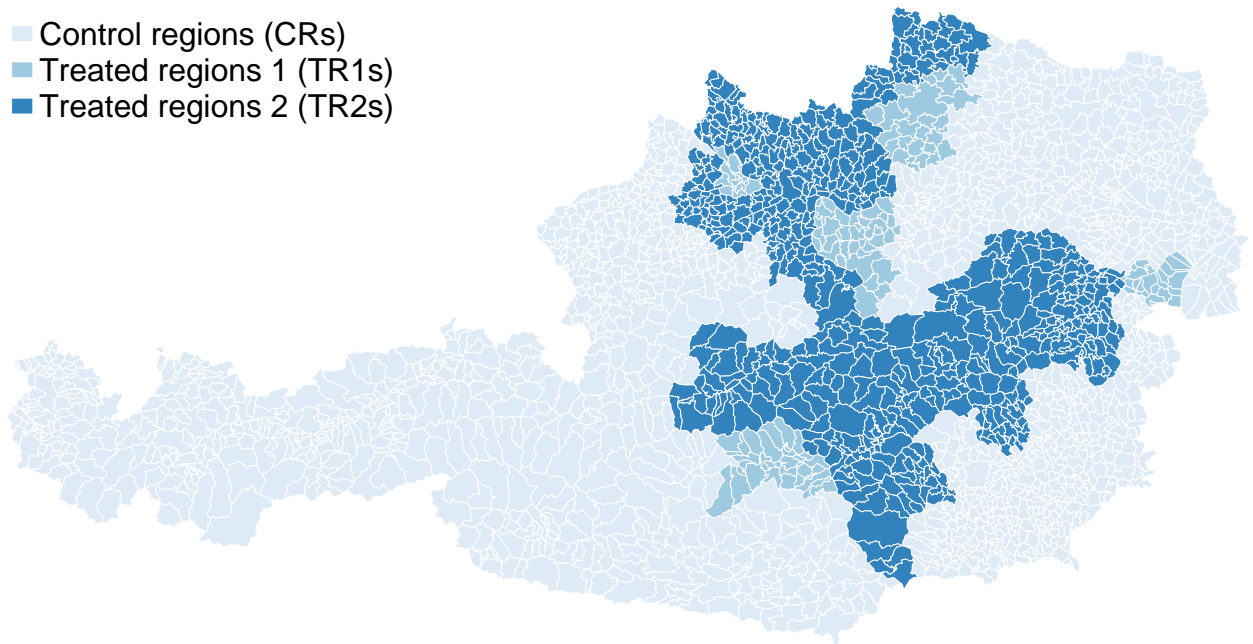 Control regions (CRs)
Treated regions 1 (TR1s)
Treated regions 2 (TR2s)